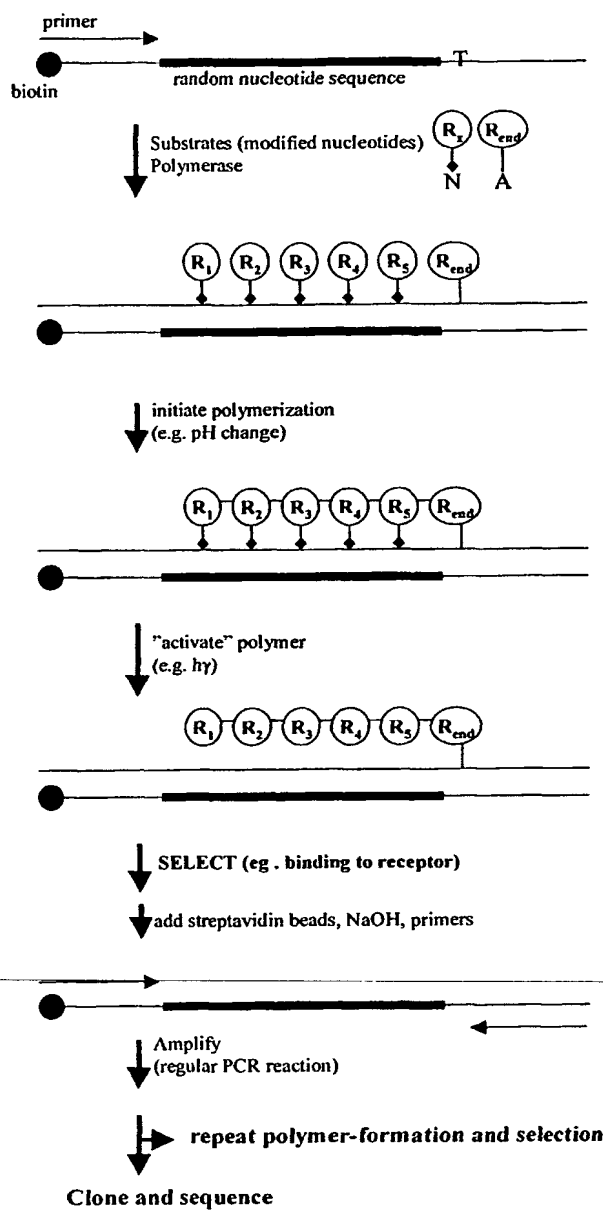 primer
T
random nucleotide sequence
biotin
Substrates (modified nucleotides)
Polymerase
Rx Rend
N A
R1 R2 R3 R4 R5 Rend
initiate polymerization
(e.g. pH change)
R1 R2 R3 R4 R5 Rend
"activate" polymer
(e.g. hγ)
R1 R2 R3 R4 R5 Rend
SELECT (eg . binding to receptor)
add streptavidin beads, NaOH, primers
Amplify
(regular PCR reaction)
repeat polymer-formation and selection
Clone and sequence